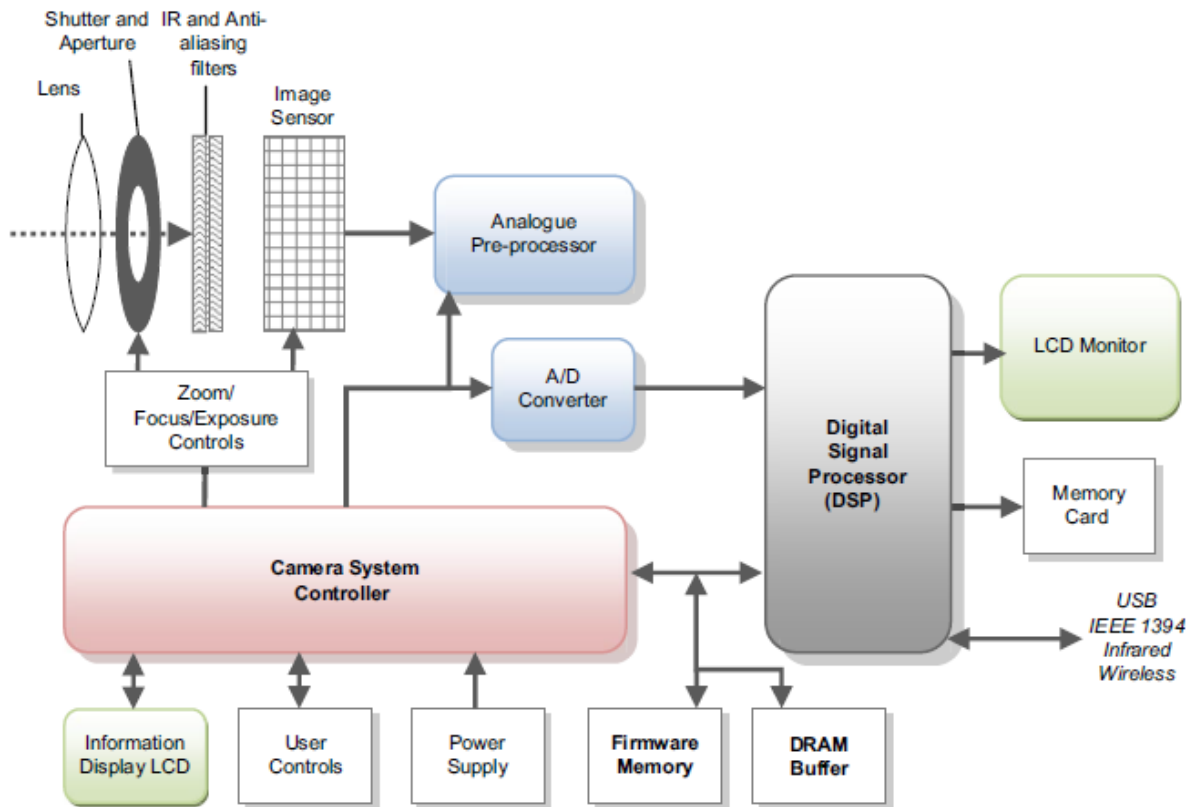 Shutter and
Aperture
IR and Anti-
aliasing
filters
Lens
Image
Sensor
Analogue
Pre-processor
Zoom/
Focus/Exposure
Controls
A/D
Converter
LCD Monitor
Digital
Signal
Processor
(DSP)
Memory
Card
Camera System
Controller
USB
IEEE 1394
Infrared
Wireless
Information
Display LCD
User
Controls
Power
Supply
Firmware
Memory
DRAM
Buffer